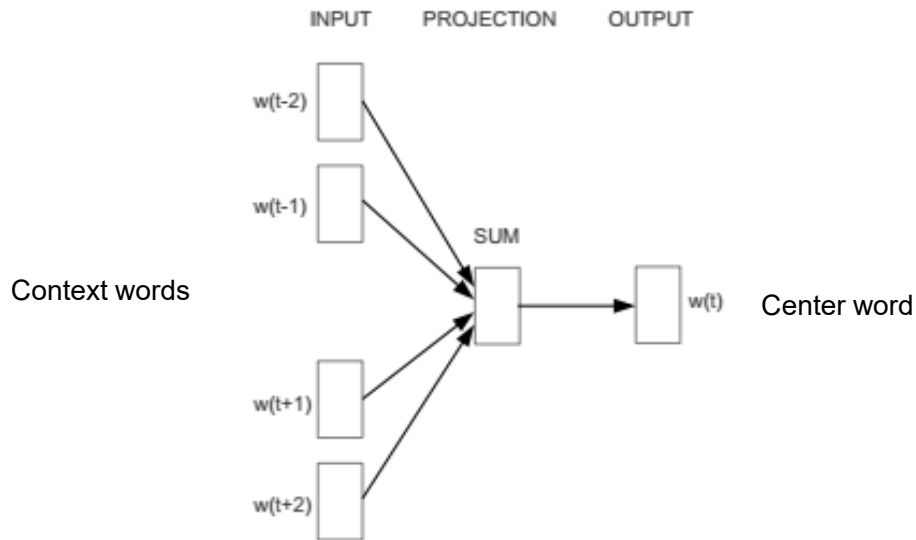 INPUT PROJECTION OUTPUT
w(t-2)
w(t-1)
SUM
Context words
w(t) Center word
w(t+1)
w(t+2)